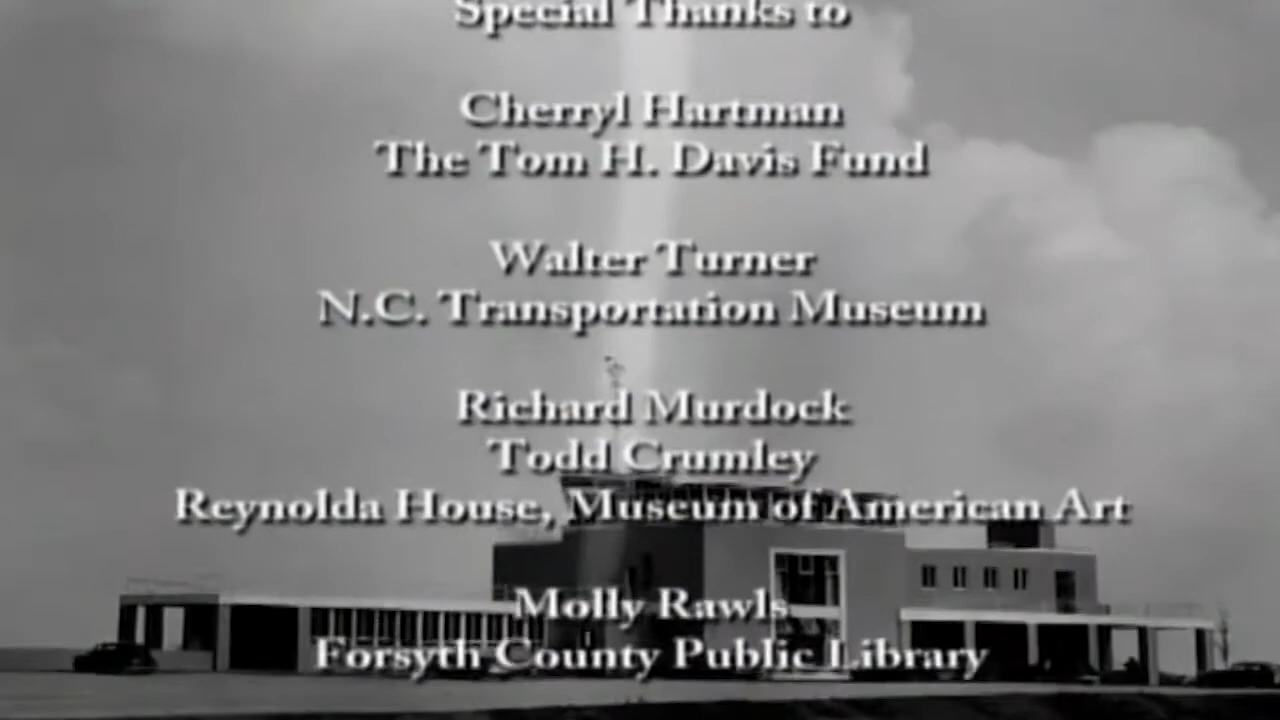 Special Thanks to
Cherryl Hartman
The Tom H. Davis Fund
Walter Turner
N.C. Transportation Museum
Richard Murdock
Todd Crumley
Reynolda House, Museum of American Art
Molly Rawls
Forsyth County Public Library